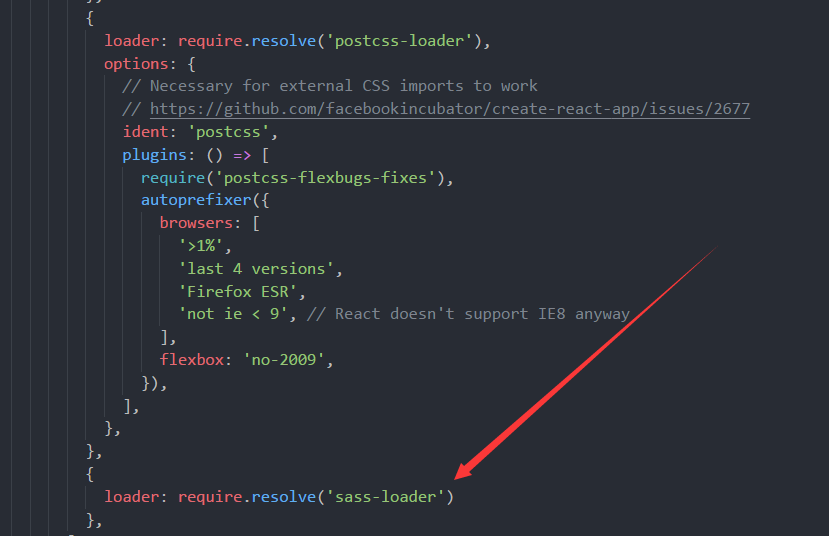 {
loader: require.resolve('postcss-loader'),
options: {
// Necessary for external CSS imports to work
// https://github.com/facebookincubator/create-react-app/issues/2677
ident: 'postcss',
plugins: () => [
require('postcss-flexbugs-fixes'),
autoprefixer({
browsers: [
'>1%',
'last 4 versions',
'Firefox ESR',
'not ie < 9', // React doesn't support IE8 anyway
],
flexbox: 'no-2009',
}),
],
},
},
{
loader: require.resolve('sass-loader')
},